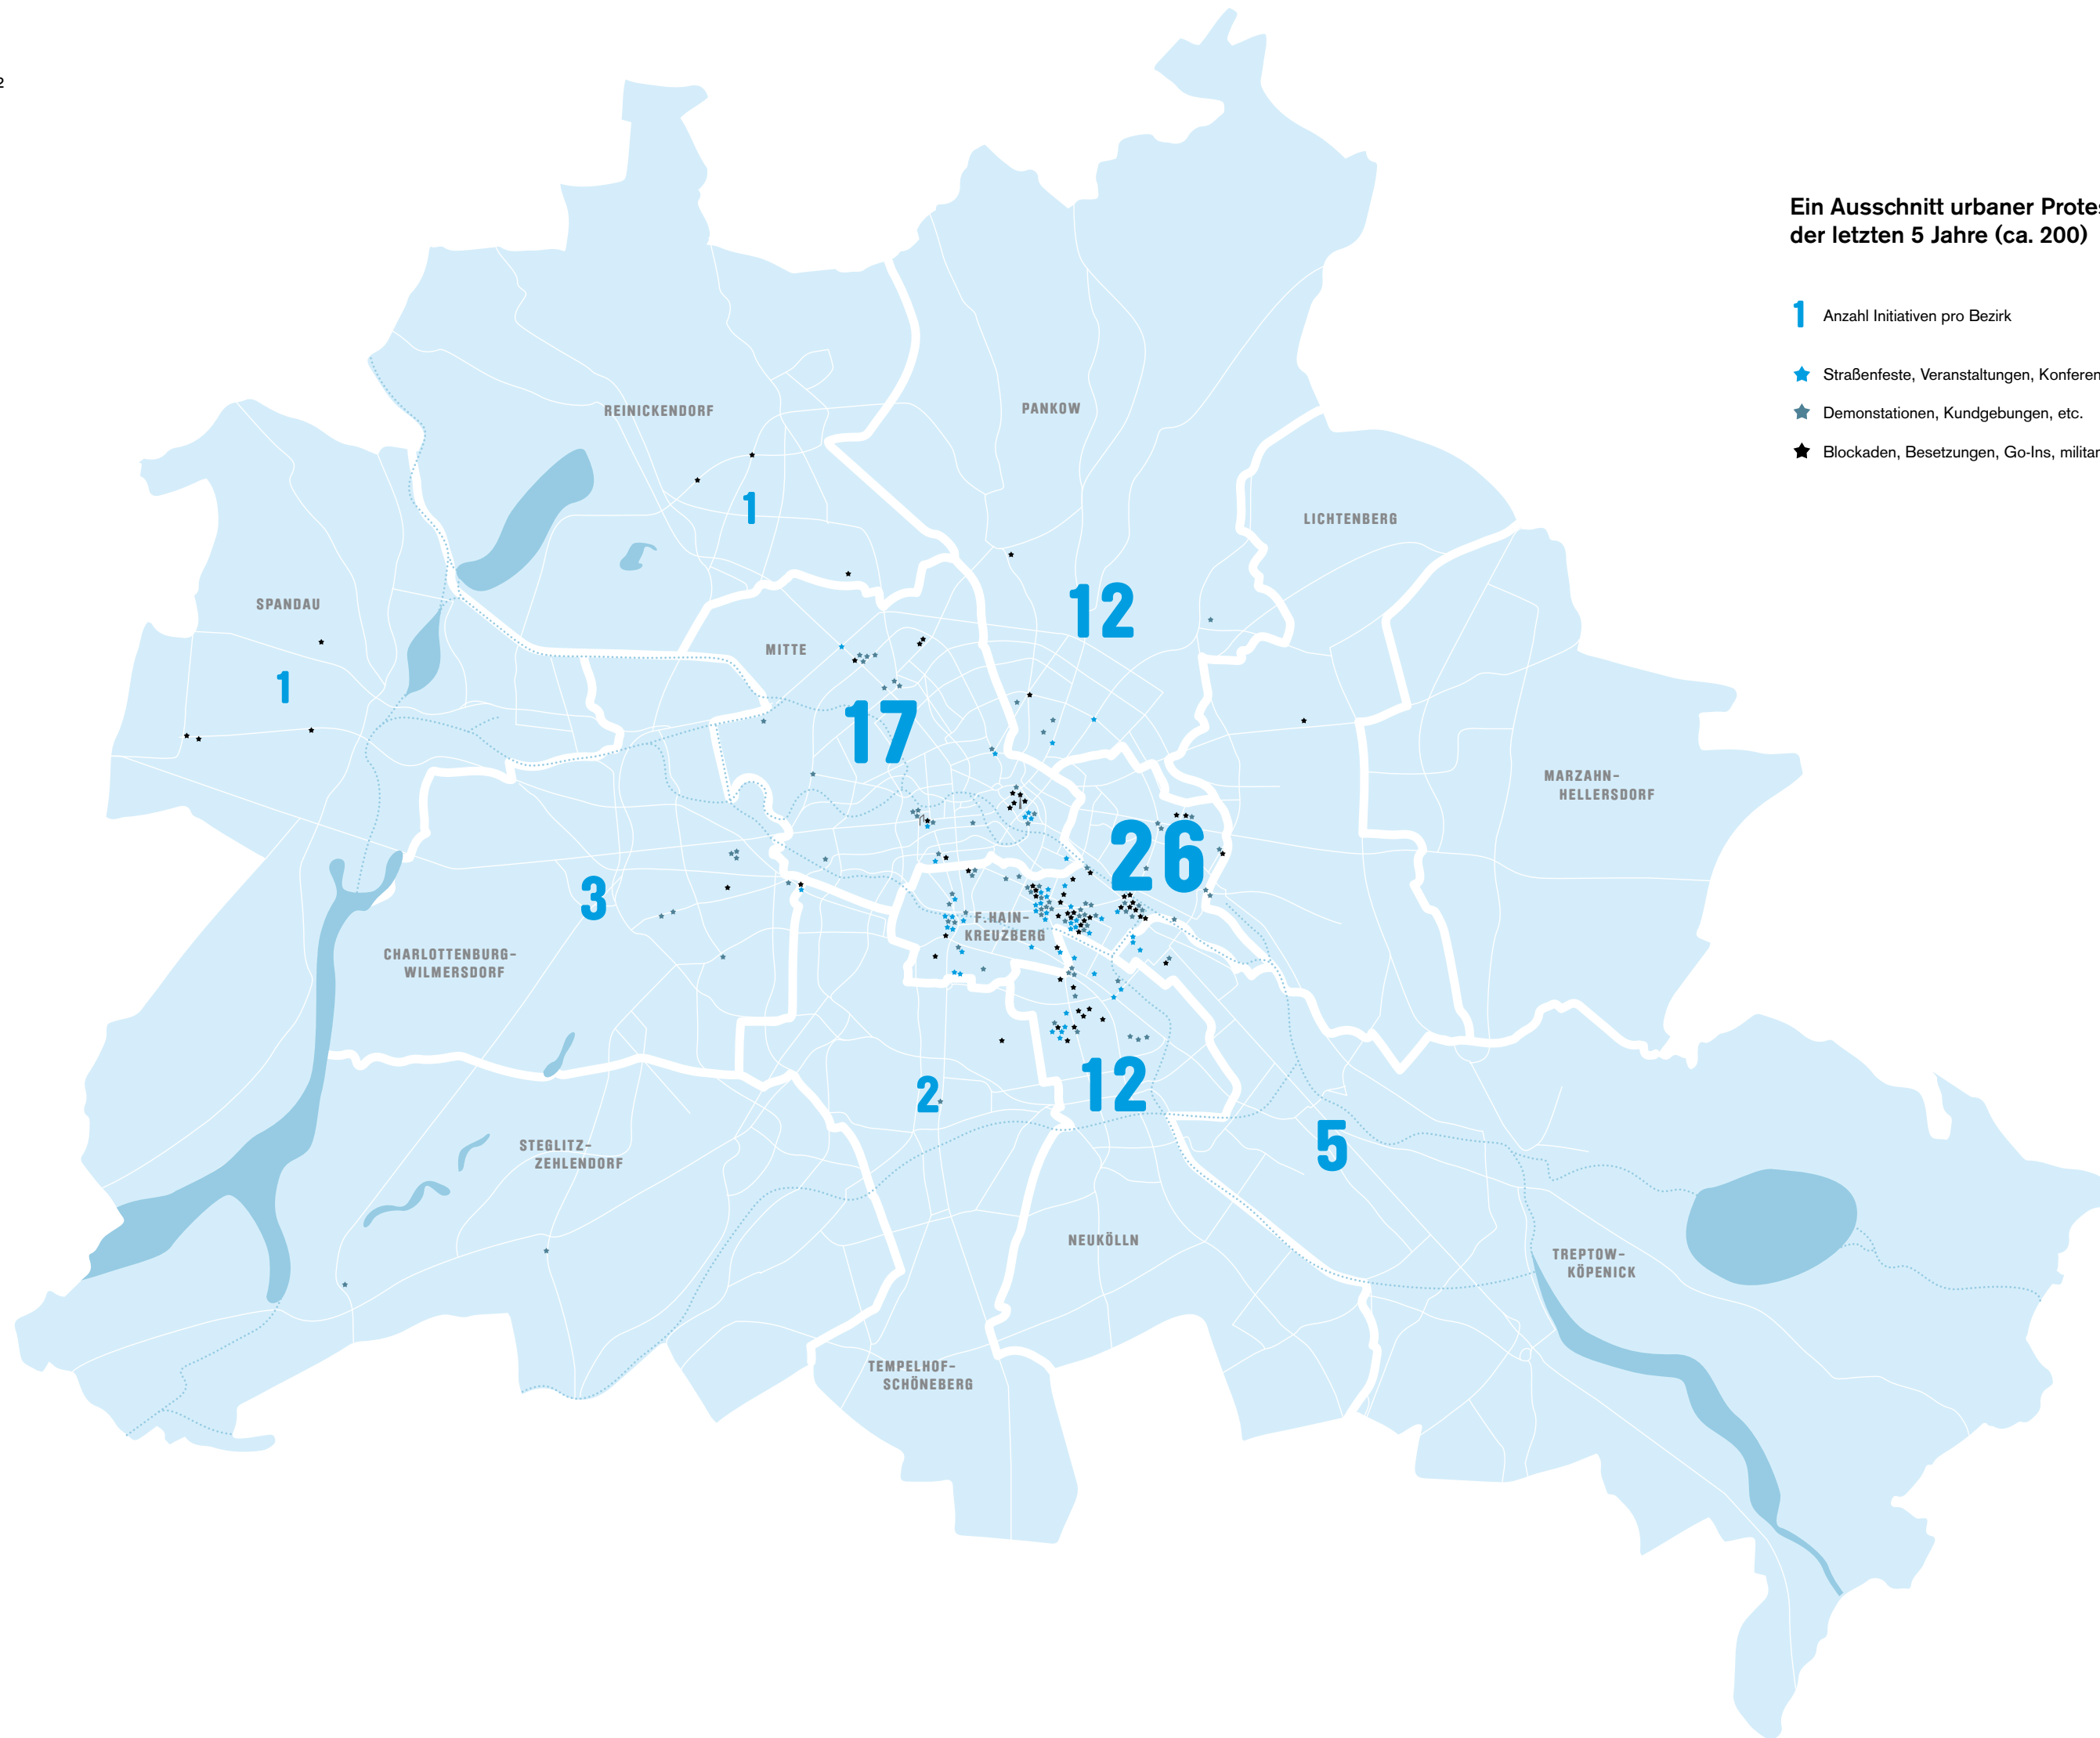 2
Ein Ausschnitt urbaner Protes
der letzten 5 Jahre (ca. 200)
1 Anzahl Initiativen pro Bezirk
Straßenfeste, Veranstaltungen, Konferen
Demonstationen, Kundgebungen, etc.
Blockaden, Besetzungen, Go-Ins, militan
REINICKENDORF
PANKOW
1
LICHTENBERG
SPANDAU
12
MITTE
1
17
MARZAHN-
HELLERSDORF
26
3
F.HAIN-
KREUZBERG
CHARLOTTENBURG-
WILMERSDORF
2
12
5
STEGLITZ-
ZEHLENDORF
NEUKÖLLN
TREPTOW-
KÖPENICK
TEMPELHOF-
SCHÖNEBERG